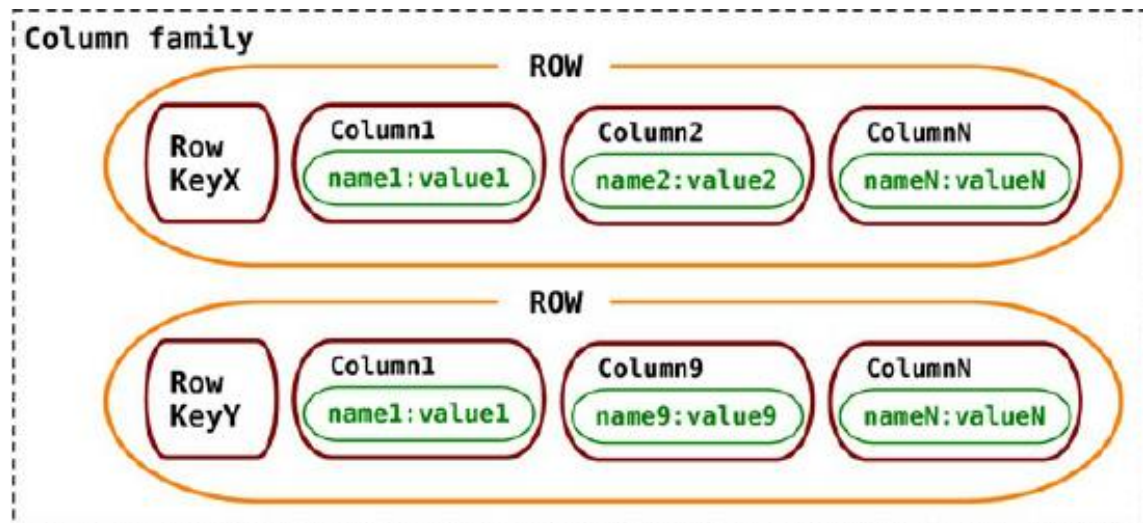 Column family
ROW
Row
KeyX
Column1
name1:value1
Column2
name2:value2
ColumnN
nameN:valueN
ROW
Row
KeyY
Column1
name1:value1
Column9
name9:value9
ColumnN
nameN:valueN